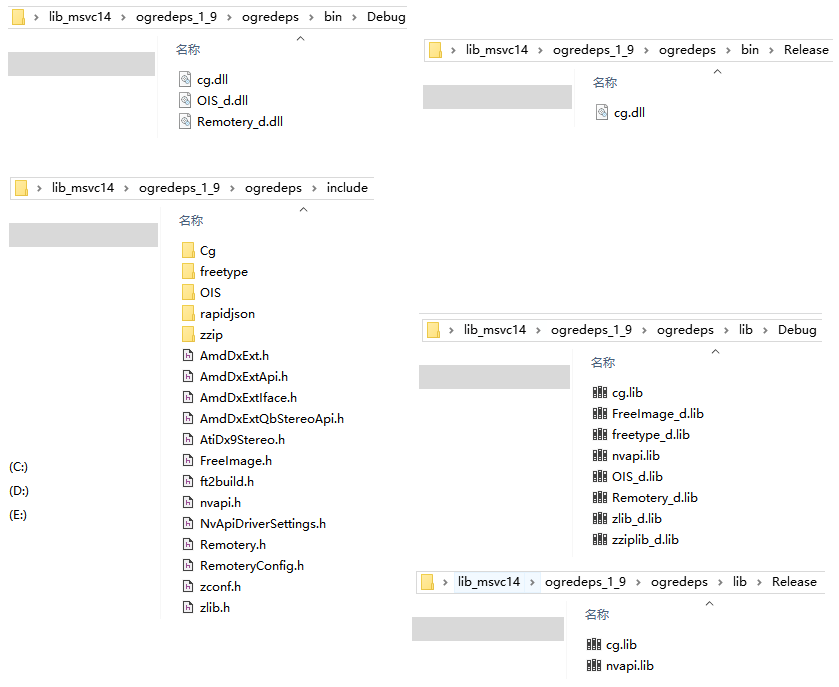 lib_msvc14 › ogredeps_1_9 › ogredeps › bin › Debug
名称
cg.dll
OIS_d.dll
Remotery_d.dll
lib_msvc14 › ogredeps_1_9 › ogredeps › bin › Release
名称
cg.dll
lib_msvc14 › ogredeps_1_9 › ogredeps › include
名称
Cg
freetype
OIS
rapidjson
zzip
AmdDxExt.h
AmdDxExtApi.h
AmdDxExtIface.h
AmdDxExtQbStereoApi.h
AtiDx9Stereo.h
FreeImage.h
ft2build.h
nvapi.h
NvApiDriverSettings.h
Remotery.h
RemoteryConfig.h
zconf.h
zlib.h
(C:)
(D:)
(E:)
lib_msvc14 › ogredeps_1_9 › ogredeps › lib › Debug
名称
cg.lib
FreeImage_d.lib
freetype_d.lib
nvapi.lib
OIS_d.lib
Remotery_d.lib
zlib_d.lib
zziplib_d.lib
lib_msvc14 › ogredeps_1_9 › ogredeps › lib › Release
名称
cg.lib
nvapi.lib